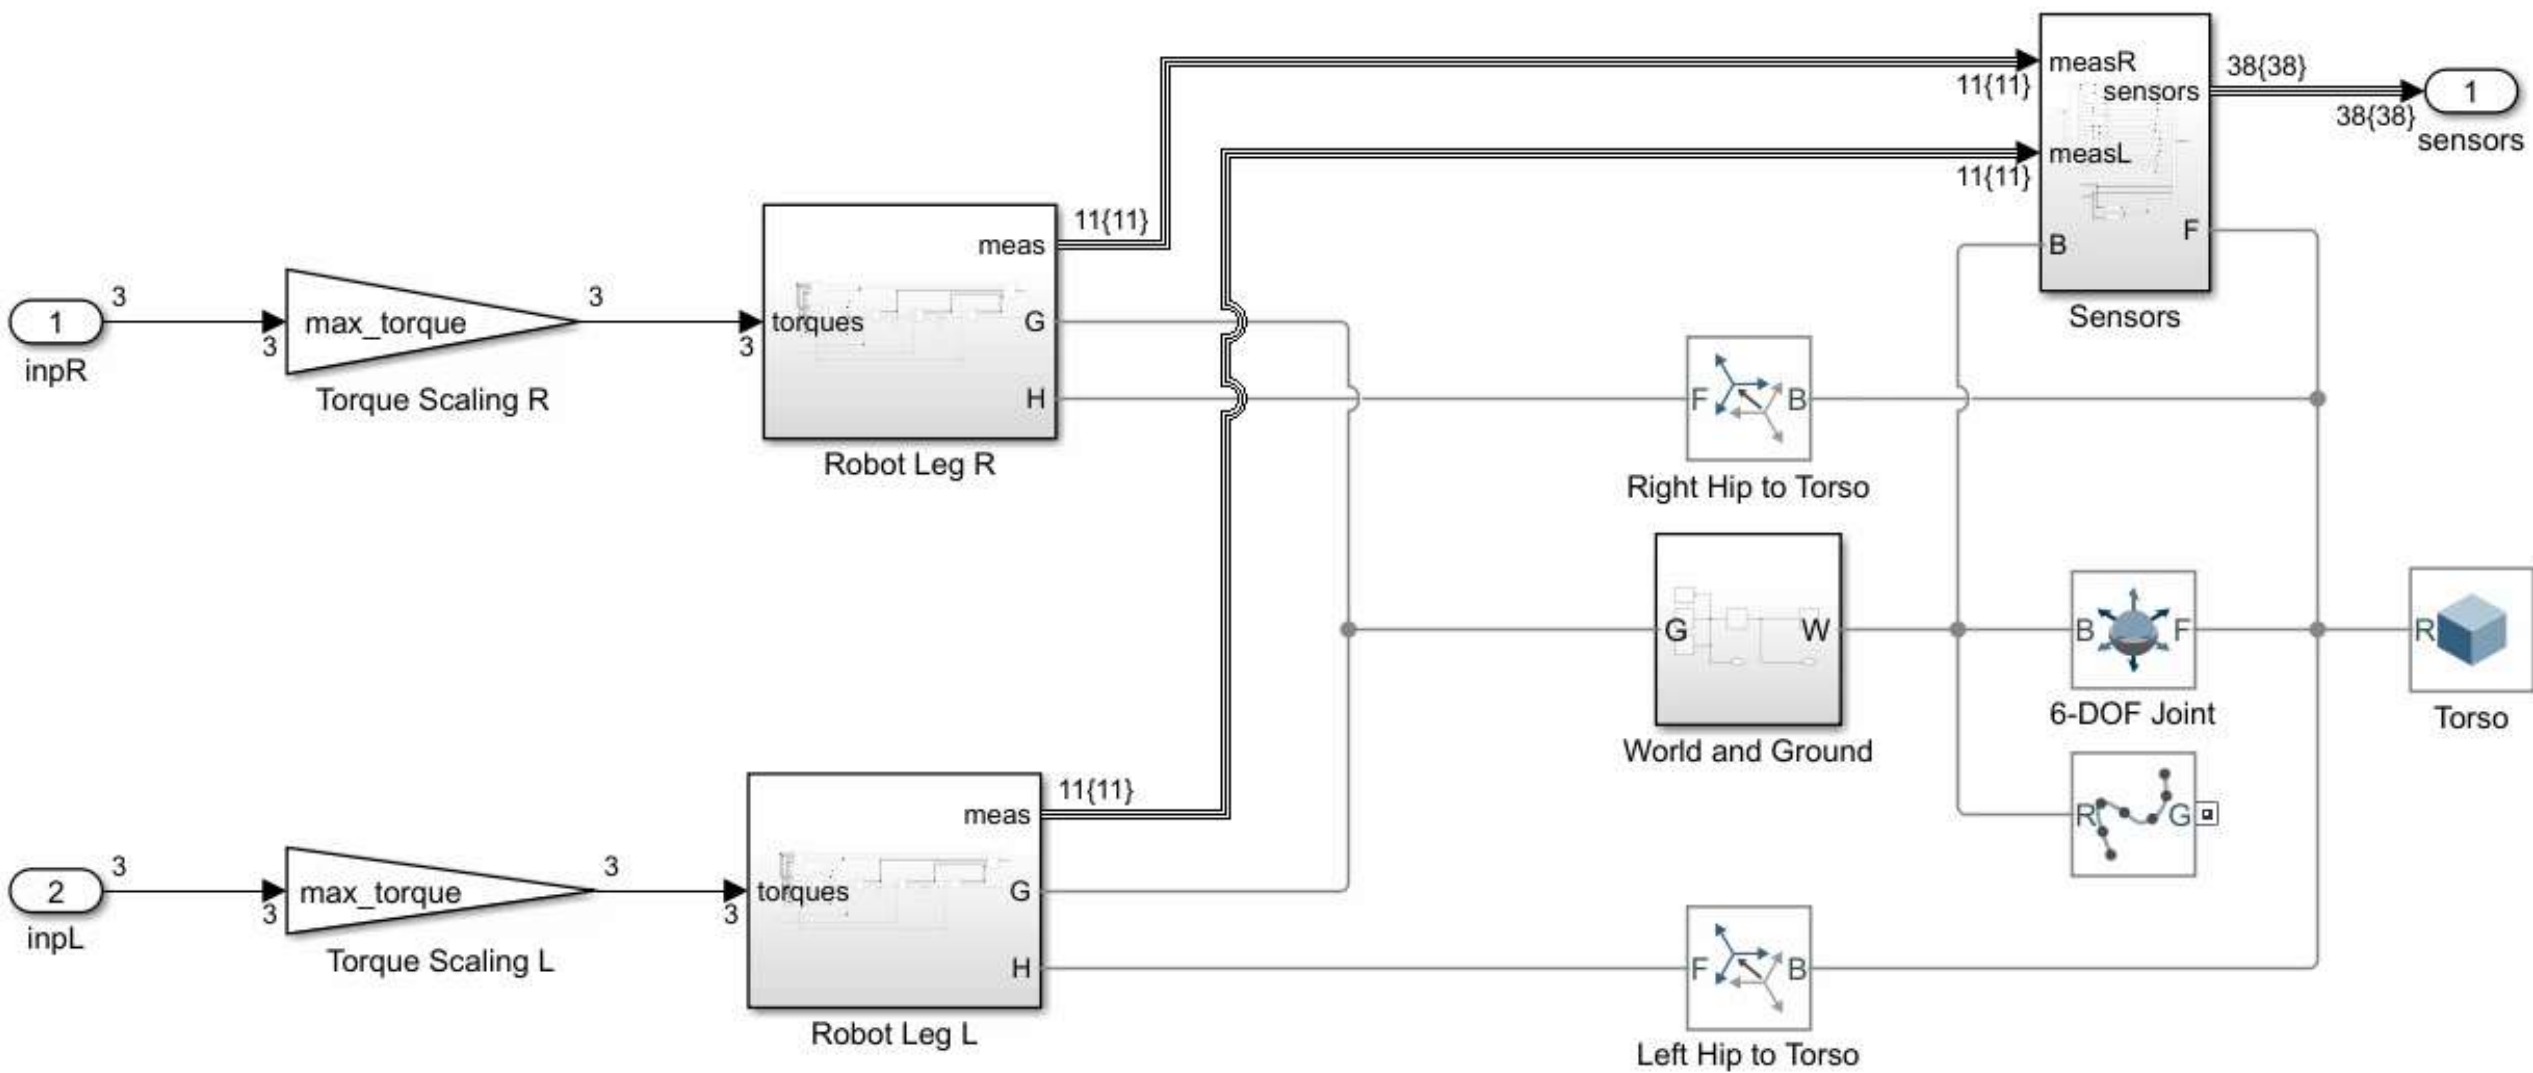 measR
11{11}
sensors
38{38}
38{38}
1
sensors
measL
11{11}
B
F
Sensors
11{11}
meas
torques
G
H
Robot Leg R
1
inpR
3
3
max_torque
3
3
Torque Scaling R
F
B
Right Hip to Torso
G
W
World and Ground
B
F
6-DOF Joint
R
Torso
R
G
11{11}
meas
torques
G
H
Robot Leg L
2
inpL
3
3
max_torque
3
3
Torque Scaling L
F
B
Left Hip to Torso